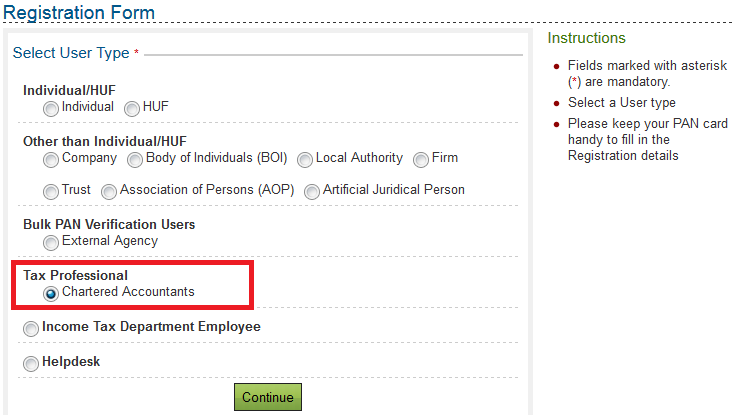 Registration Form
Select User Type *
Individual/HUF
Individual HUF
Other than Individual/HUF
Company Body of Individuals (BOI) Local Authority Firm
Trust Association of Persons (AOP) Artificial Juridical Person
Bulk PAN Verification Users
External Agency
Tax Professional
Chartered Accountants
Income Tax Department Employee
Helpdesk
Continue
Instructions
Fields marked with asterisk
(*) are mandatory.
Select a User type
Please keep your PAN card
handy to fill in the
Registration details